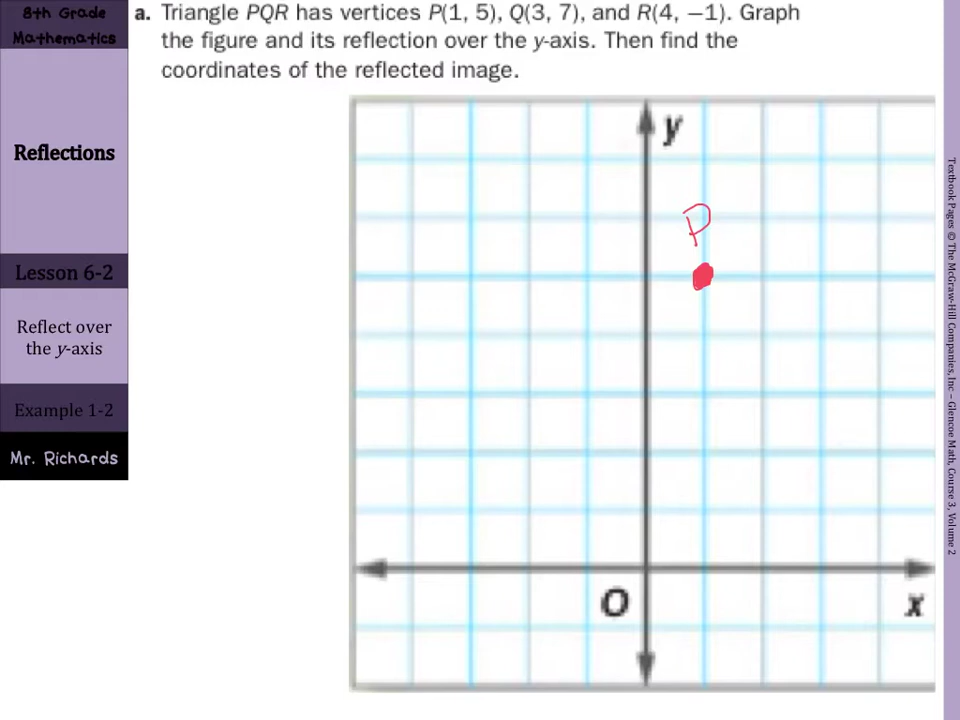 8th Grade
Mathematics
Reflections
Lesson 6-2
Reflect over
the y-axis
Example 1-2
Mr. Richards
a. Triangle PQR has vertices P(1, 5), Q(3, 7), and R(4, −1). Graph
the figure and its reflection over the y-axis. Then find the
coordinates of the reflected image.
y
P
O
x
Textbook Pages © The McGraw-Hill Companies, Inc – Glencoe Math, Course 3, Volume 2